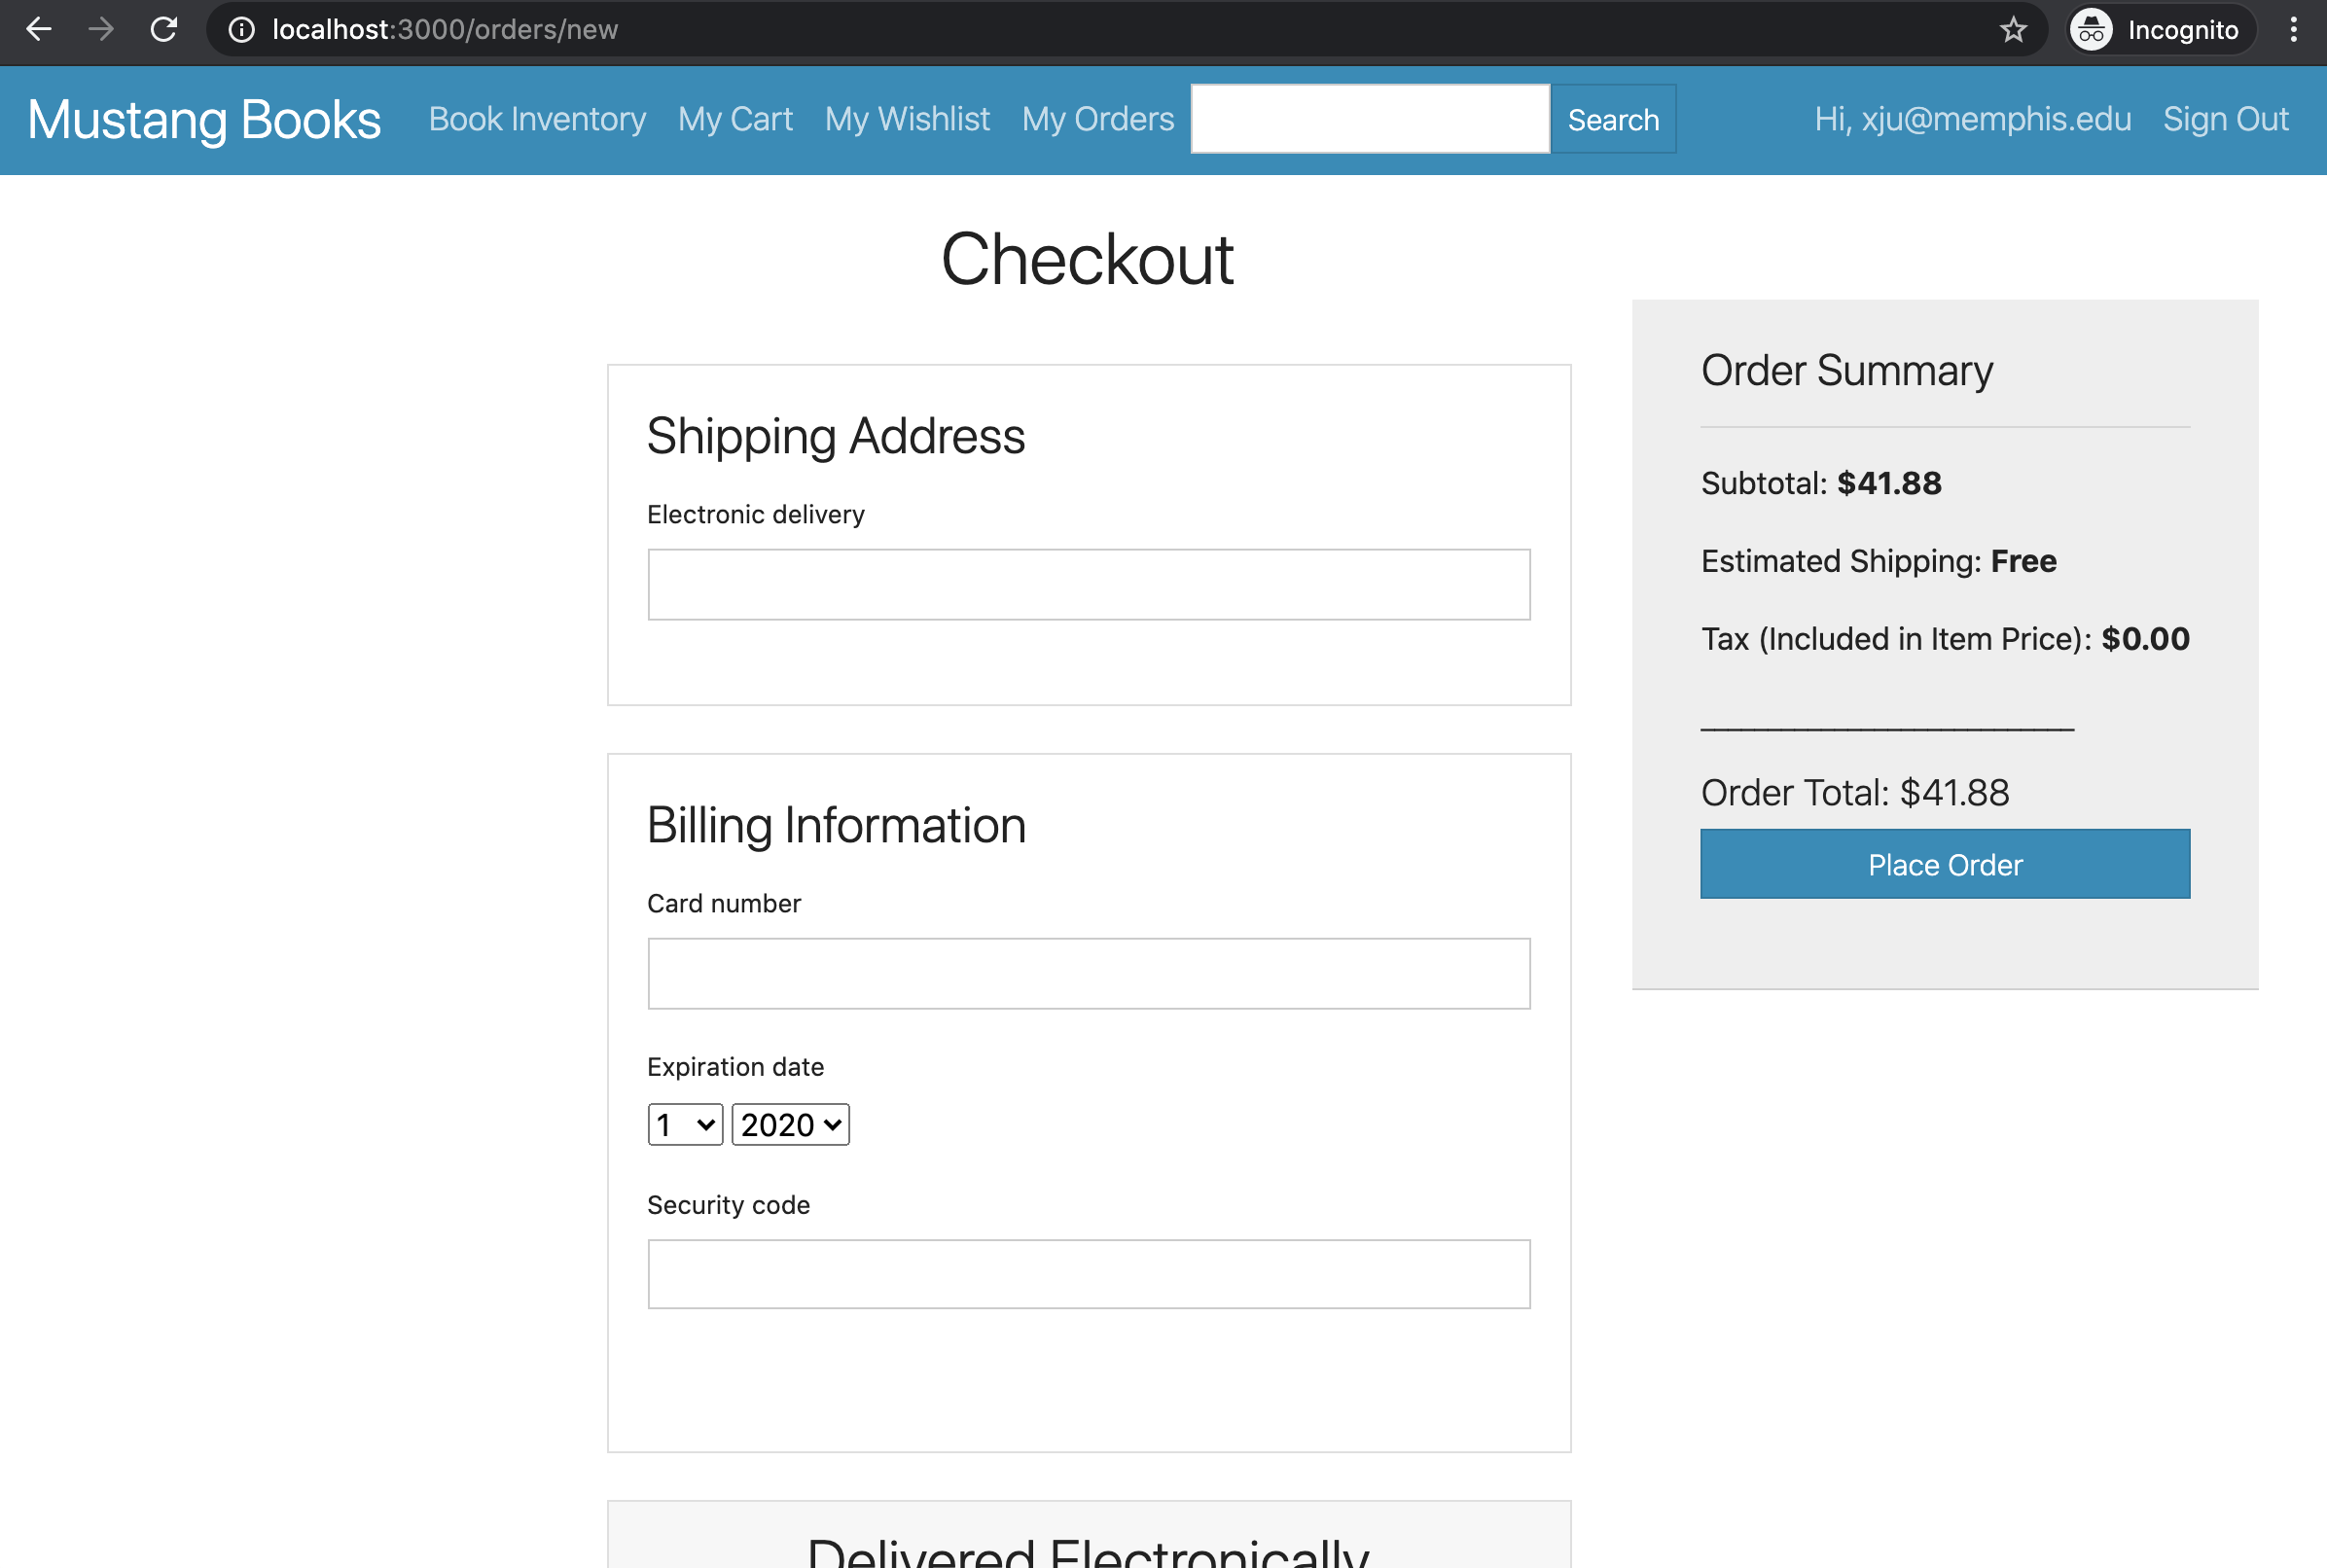 localhost:3000/orders/new
Incognito
Mustang Books Book Inventory My Cart My Wishlist My Orders Search Hi, xju@memphis.edu Sign Out
Checkout
Shipping Address
Electronic delivery
Billing Information
Card number
Expiration date
1 2020
Security code
Delivered Electronically
Order Summary
Subtotal: $41.88
Estimated Shipping: Free
Tax (Included in Item Price): $0.00
Order Total: $41.88
Place Order